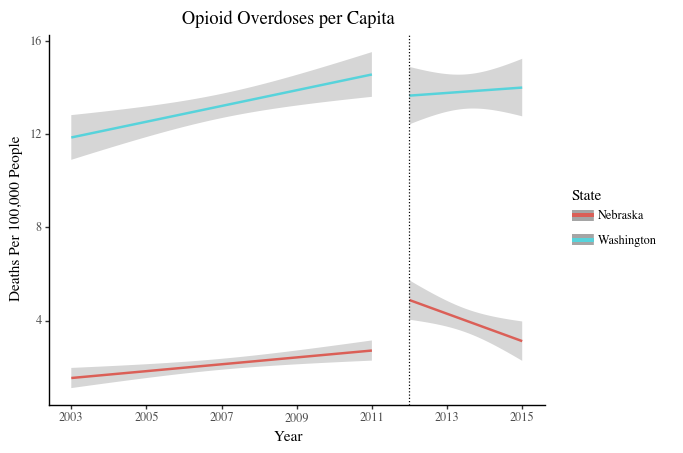 Opioid Overdoses per Capita
Deaths Per 100,000 People
16
12
8
4
2003 2005 2007 2009 2011 2013 2015
Year
State
Nebraska
Washington